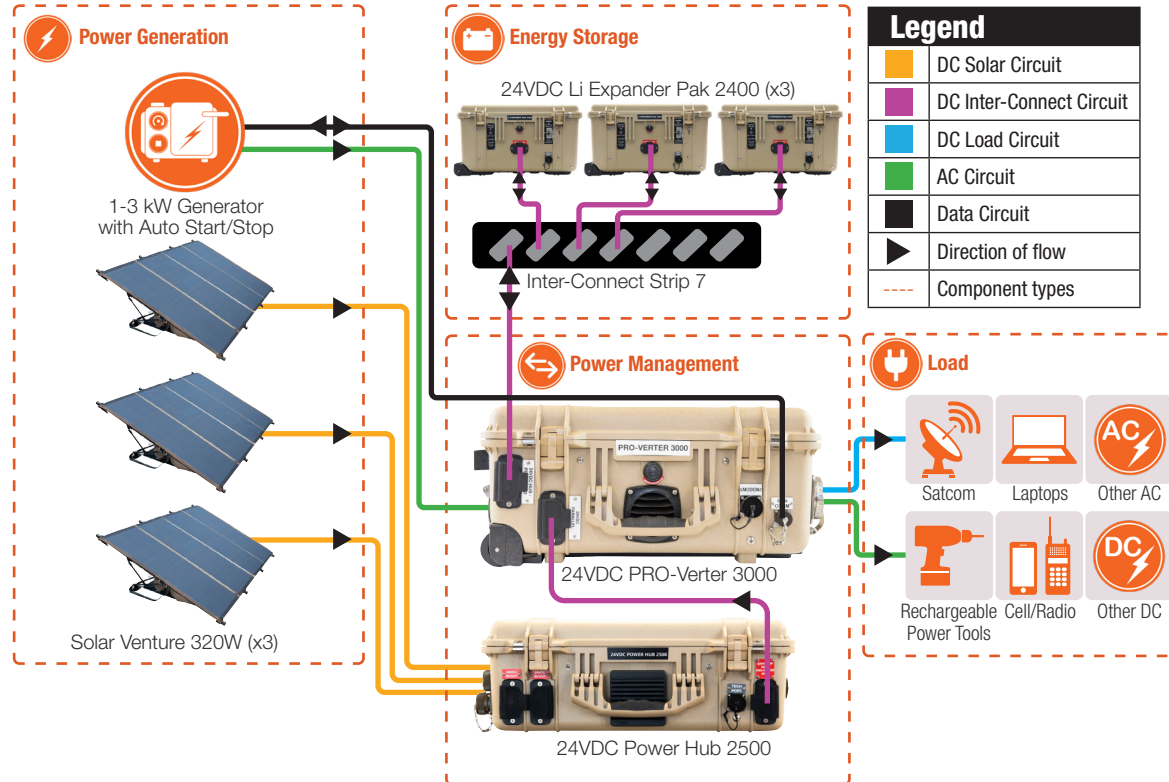 Power Generation
1-3 kW Generator
with Auto Start/Stop
Solar Venture 320W (x3)
Energy Storage
24VDC Li Expander Pak 2400 (x3)
Inter-Connect Strip 7
Legend
DC Solar Circuit
DC Inter-Connect Circuit
DC Load Circuit
AC Circuit
Data Circuit
Direction of flow
Component types
Power Management
PRO-VERTER 3000
24VDC PRO-Verter 3000
24VDC POWER HUB 2500
TECH
PORT
24VDC Power Hub 2500
Load
Satcom
Laptops
AC
Other AC
Rechargeable
Power Tools
Cell/Radio
DC
Other DC